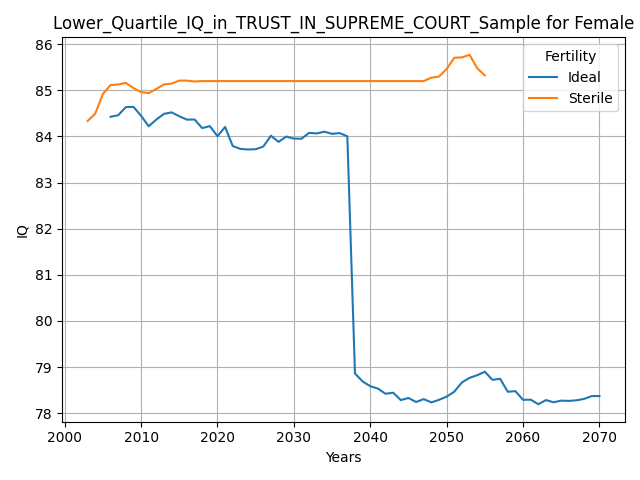 Lower_Quartile_IQ_in_TRUST_IN_SUPREME_COURT_Sample for Female
86
85
84
83
82
81
80
79
78
IQ
Fertility
Ideal
Sterile
2000 2010 2020 2030 2040 2050 2060 2070
Years